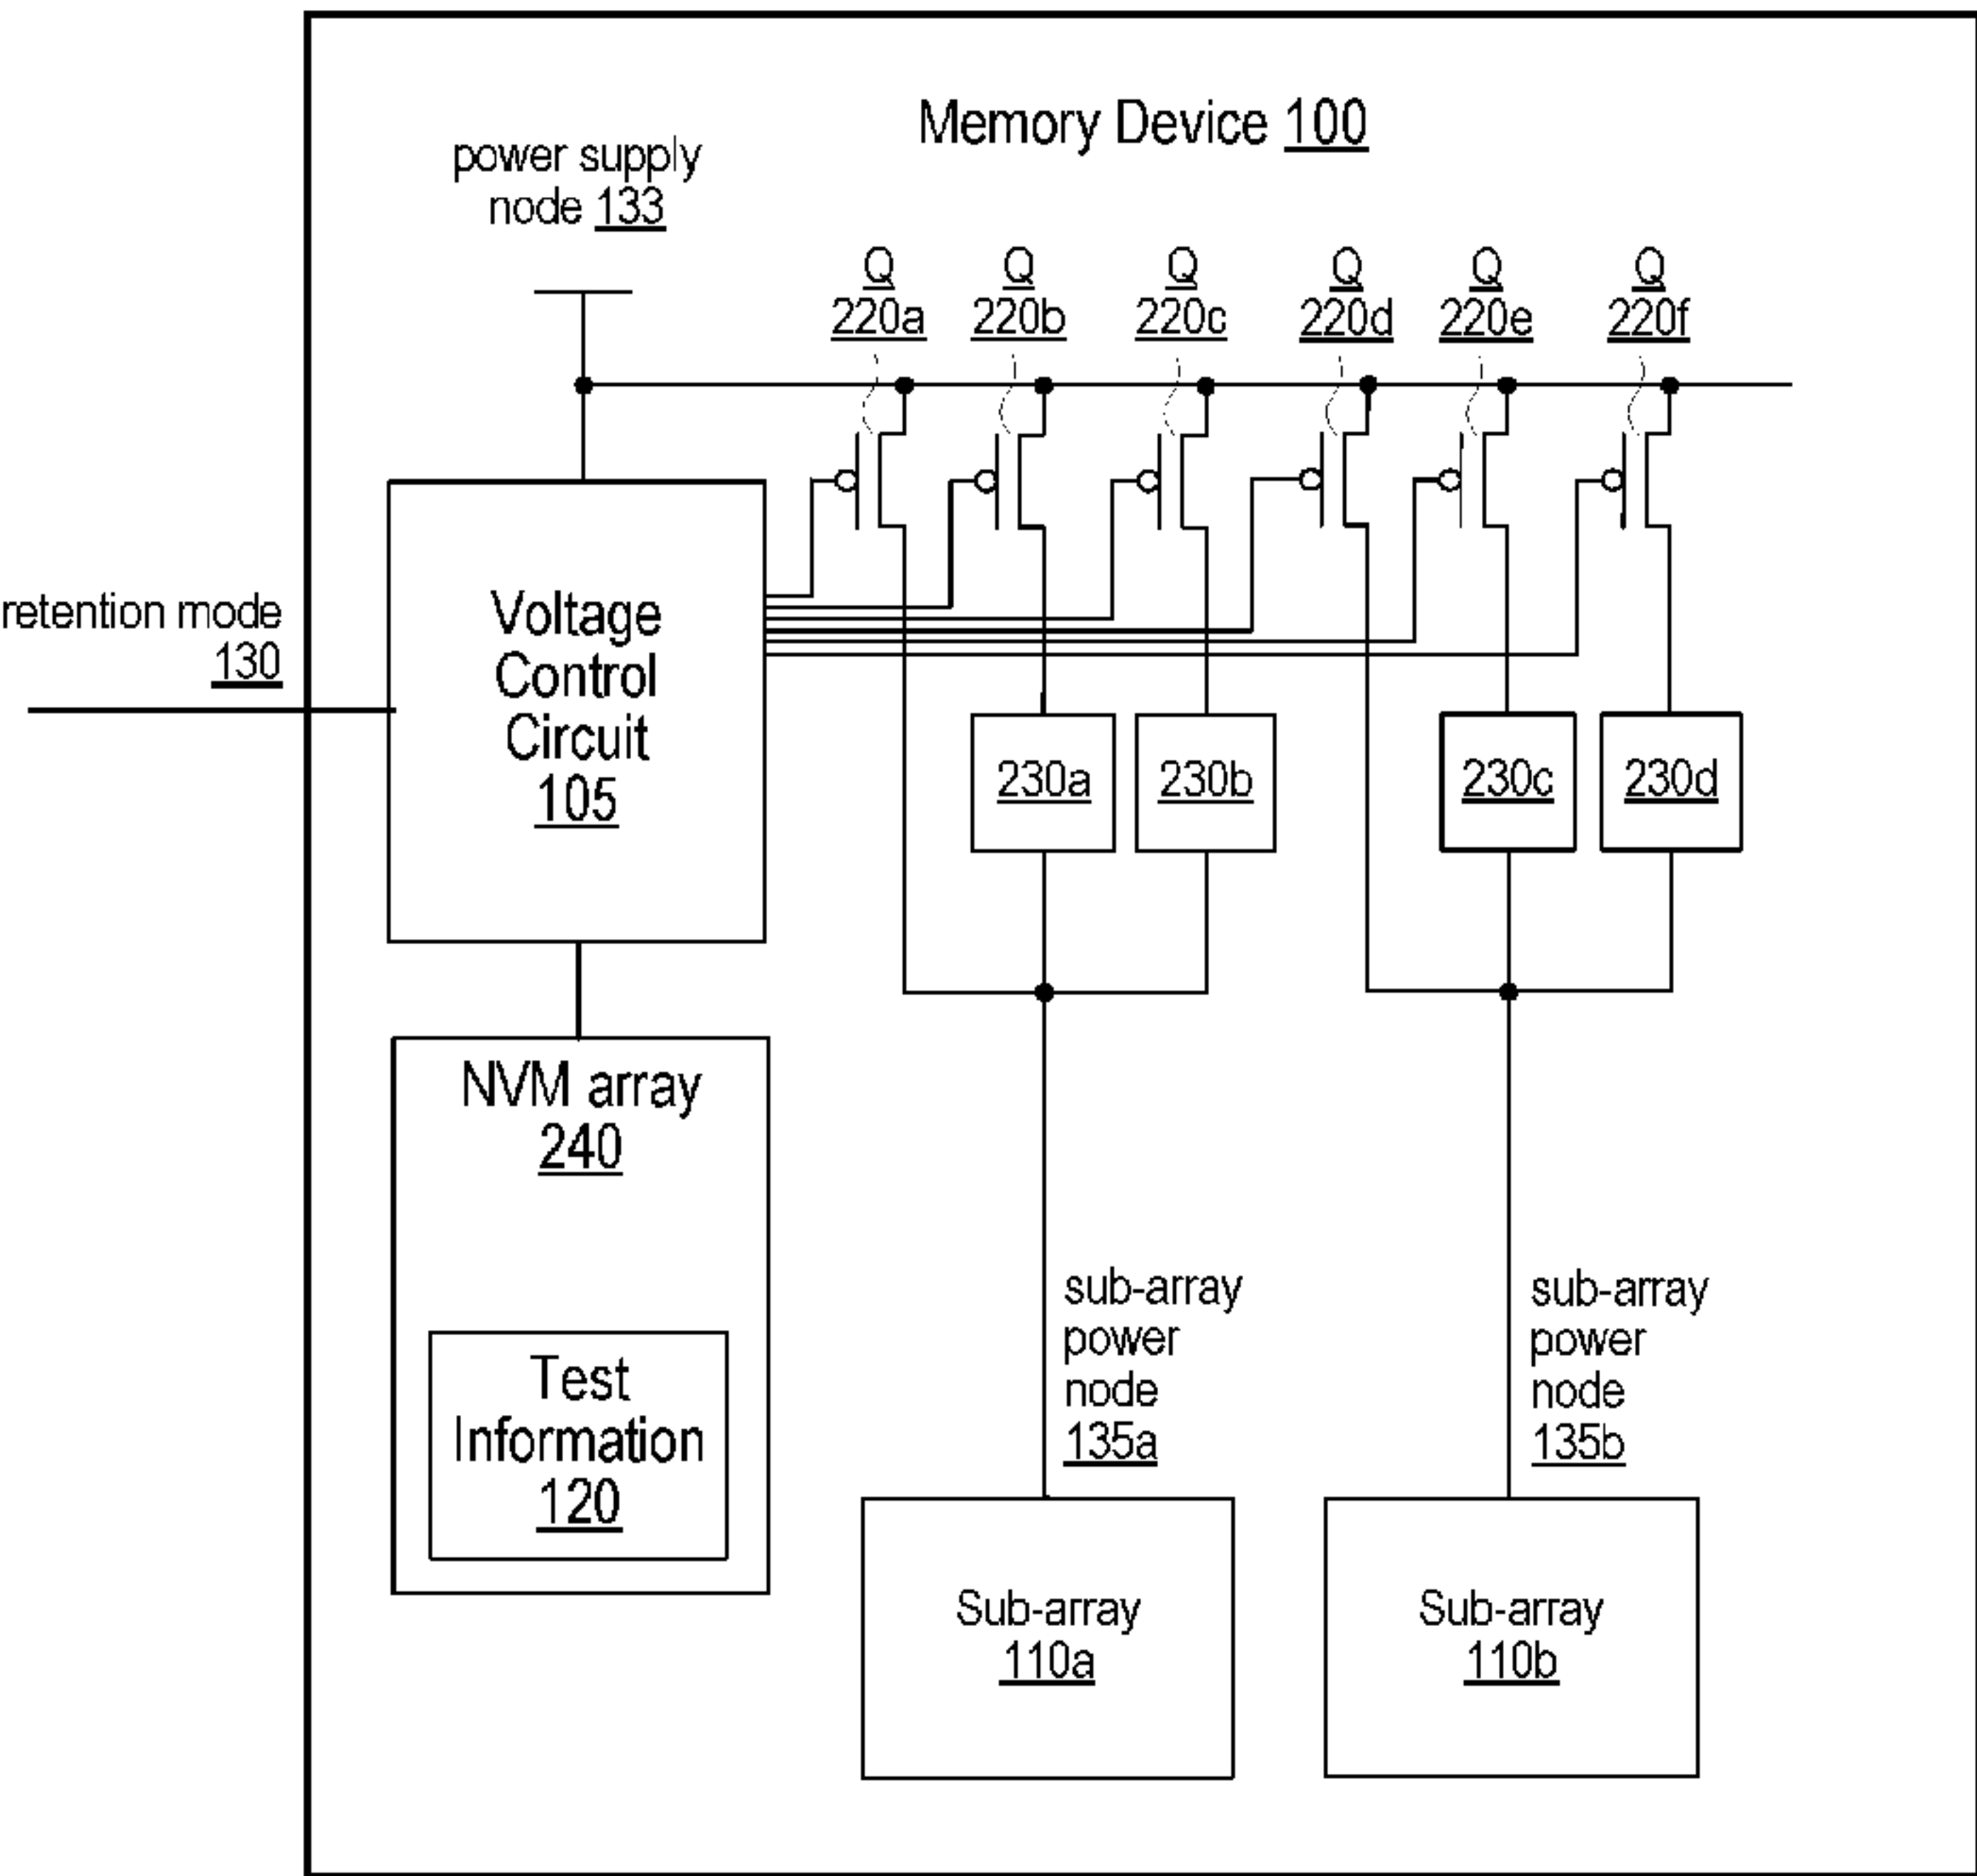 Memory Device 100
power supply
node 133
Q
220a
Q
220b
Q
220c
Q
220d
Q
220e
Q
220f
retention mode
130
Voltage
Control
Circuit
105
230a
230b
230c
230d
NVM array
240
Test
Information
120
sub-array
power
node
135a
sub-array
power
node
135b
Sub-array
110a
Sub-array
110b